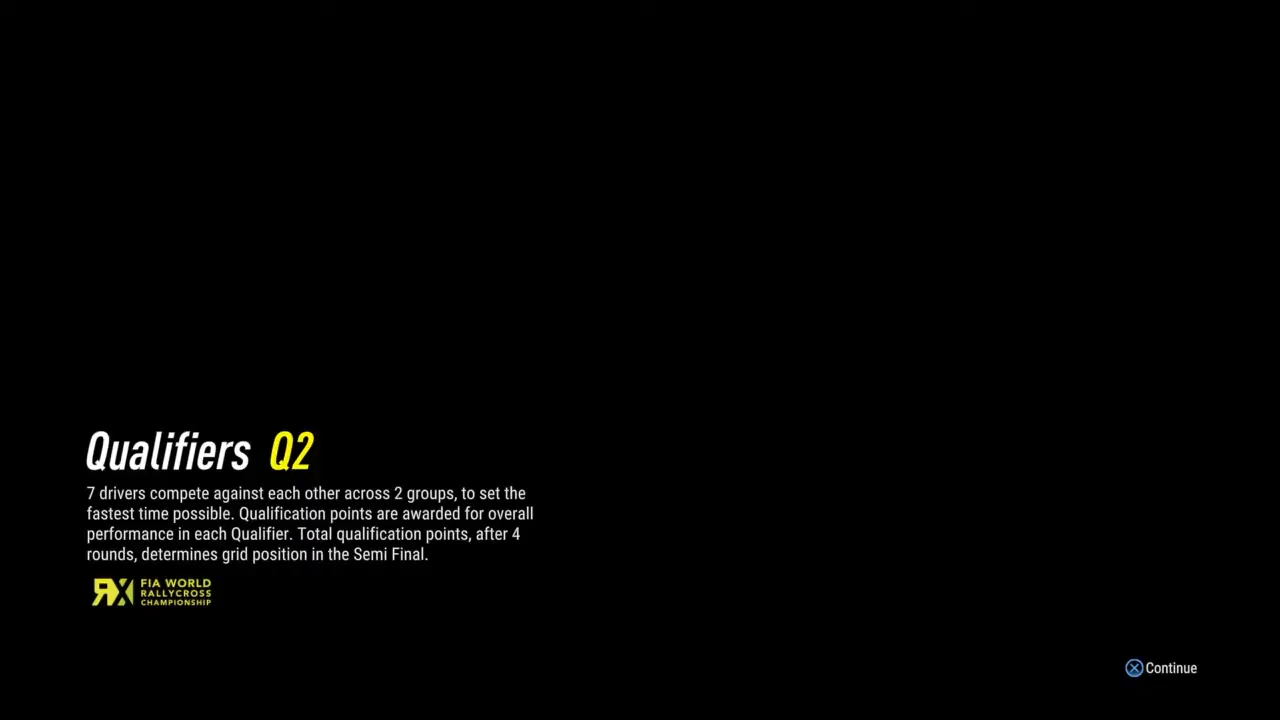 Qualifiers Q2
7 drivers compete against each other across 2 groups, to set the
fastest time possible. Qualification points are awarded for overall
performance in each Qualifier. Total qualification points, after 4
rounds, determines grid position in the Semi Final.
RX FIA WORLD
RALLYCROSS
CHAMPIONSHIP
Continue